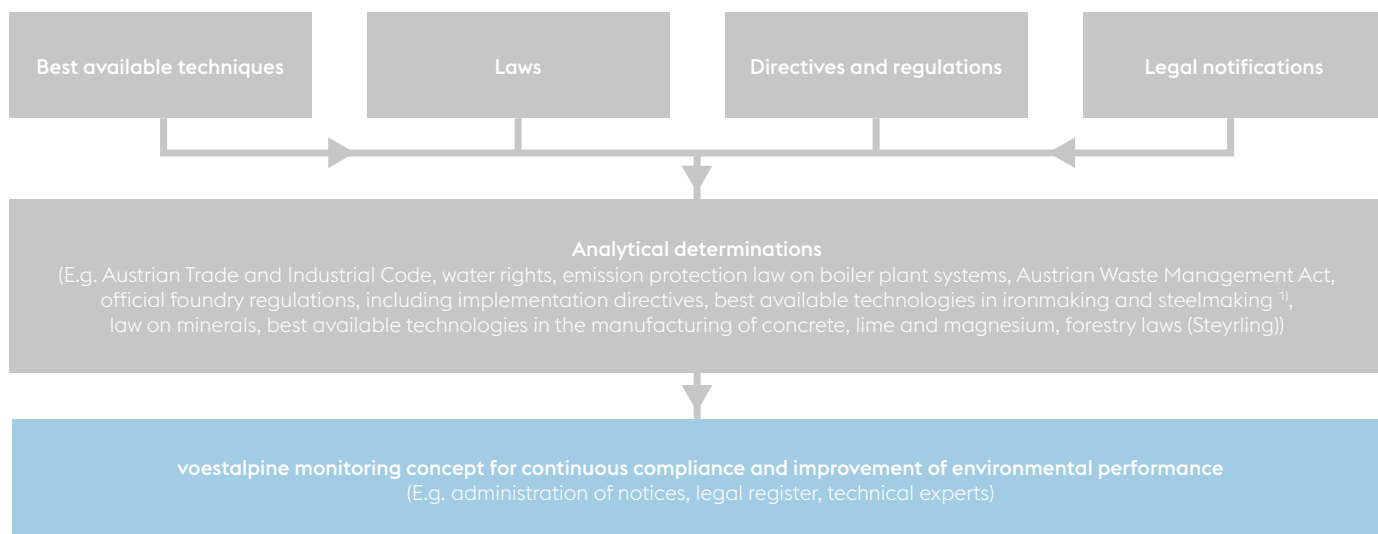 Best available techniques
Laws
Directives and regulations
Legal notifications
Analytical determinations
(E.g. Austrian Trade and Industrial Code, water rights, emission protection law on boiler plant systems, Austrian Waste Management Act,
official foundry regulations, including implementation directives, best available technologies in ironmaking and steelmaking ¹⁾,
law on minerals, best available technologies in the manufacturing of concrete, lime and magnesium, forestry laws (Steyrling))
voestalpine monitoring concept for continuous compliance and improvement of environmental performance
(E.g. administration of notices, legal register, technical experts)